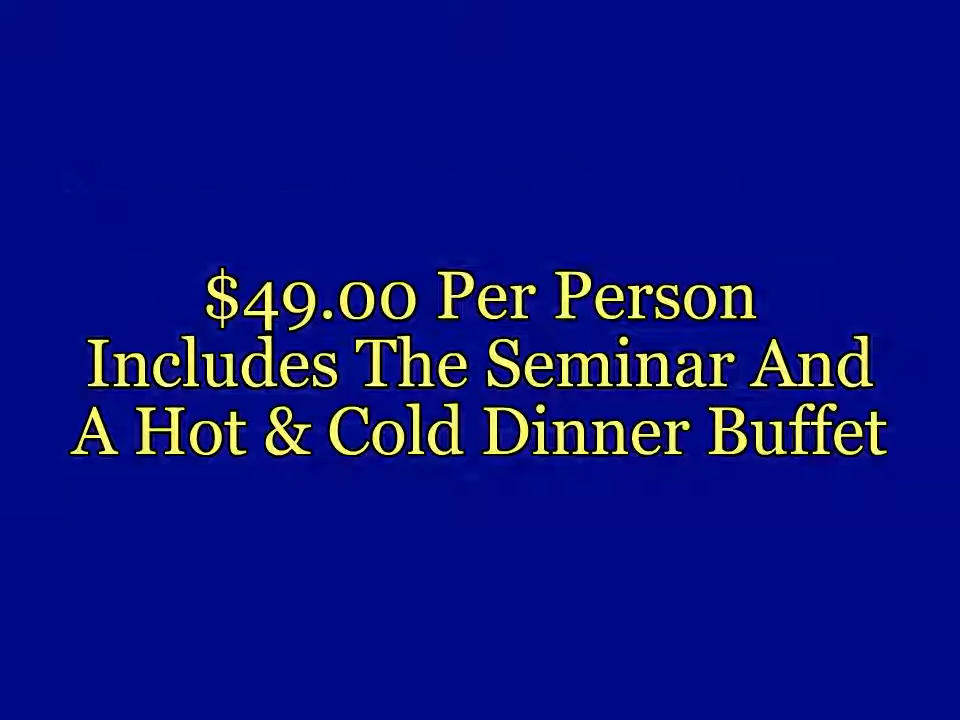 $49.00 Per Person
Includes The Seminar And
A Hot & Cold Dinner Buffet